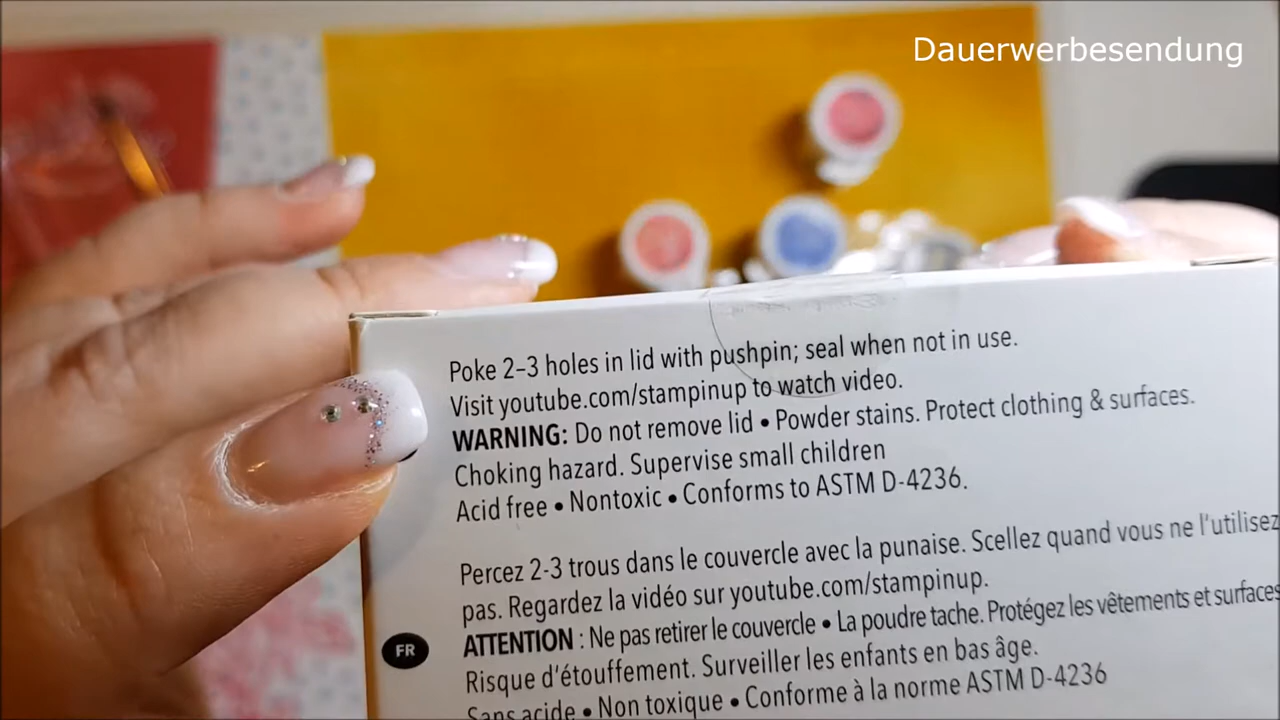 Dauerwerbesendung
Poke 2–3 holes in lid with pushpin; seal when not in use.
Visit youtube.com/stampinup to watch video.
WARNING: Do not remove lid • Powder stains. Protect clothing & surfaces.
Choking hazard. Supervise small children
Acid free • Nontoxic • Conforms to ASTM D-4236.
Percez 2-3 trous dans le couvercle avec la punaise. Scellez quand vous ne l'utilisez
pas. Regardez la vidéo sur youtube.com/stampinup.
FR
ATTENTION : Ne pas retirer le couvercle • La poudre tache. Protégez les vêtements et surfaces
Risque d'étouffement. Surveiller les enfants en bas âge.
Sans acide • Non toxique • Conforme à la norme ASTM D-4236